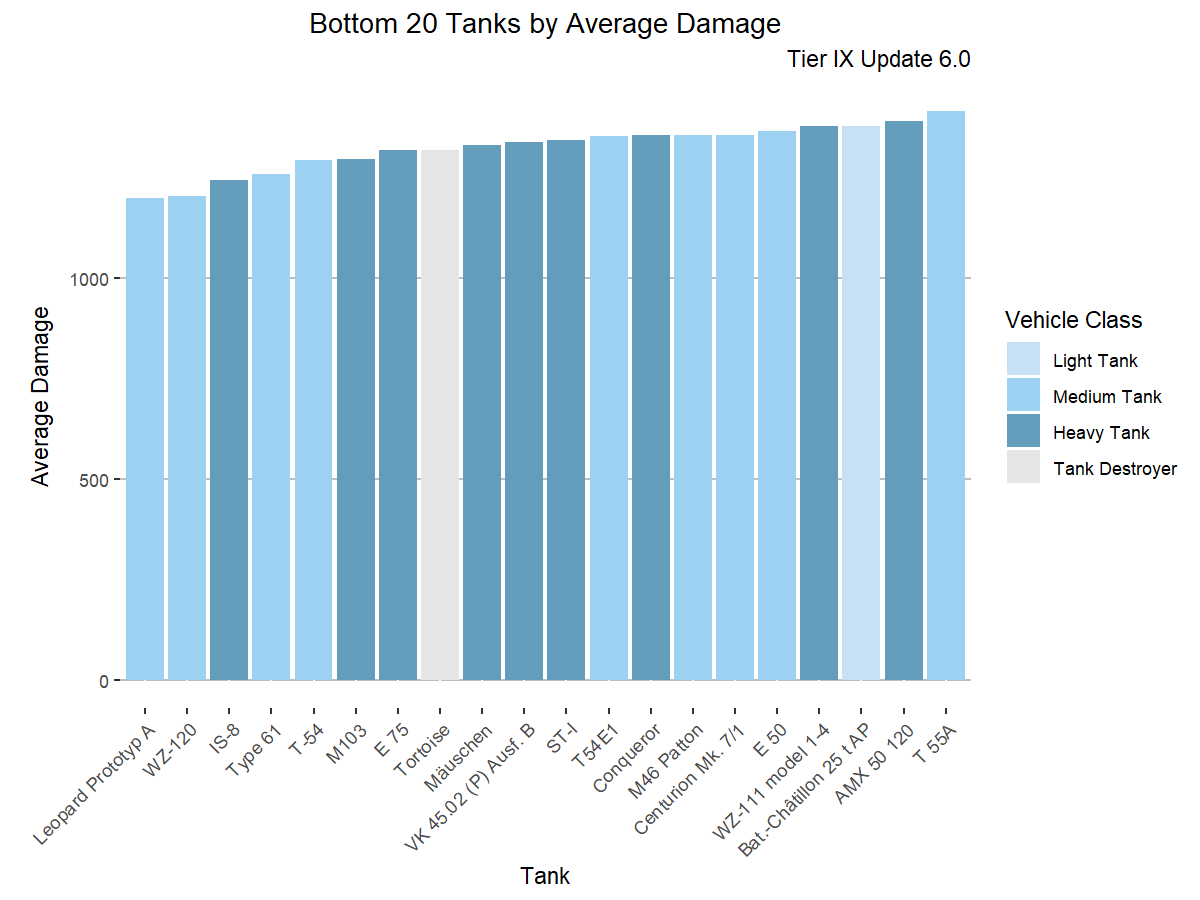 Bottom 20 Tanks by Average Damage
Tier IX Update 6.0
Average Damage
1000
500
0
Leopard Prototyp A
WZ-120
IS-8
Type 61
T-54
M103
E 75
Tortoise
Mäuschen
VK 45.02 (P) Ausf. B
ST-I
T54E1
Conqueror
M46 Patton
Centurion Mk. 7/1
E 50
WZ-111 model 1-4
Bat.-Châtillon 25 t AP
AMX 50 120
T 55A
Tank
Vehicle Class
Light Tank
Medium Tank
Heavy Tank
Tank Destroyer